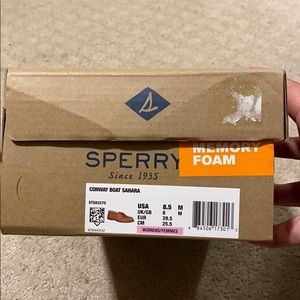 SPERRY
Since 1935
MEMORY
FOAM
CONWAY BOAT SAHARA
STS83279
USA 8.5 M
UK/GB 6 M
EUR 39.5
CM 25.5
WOMENS/FEMMES